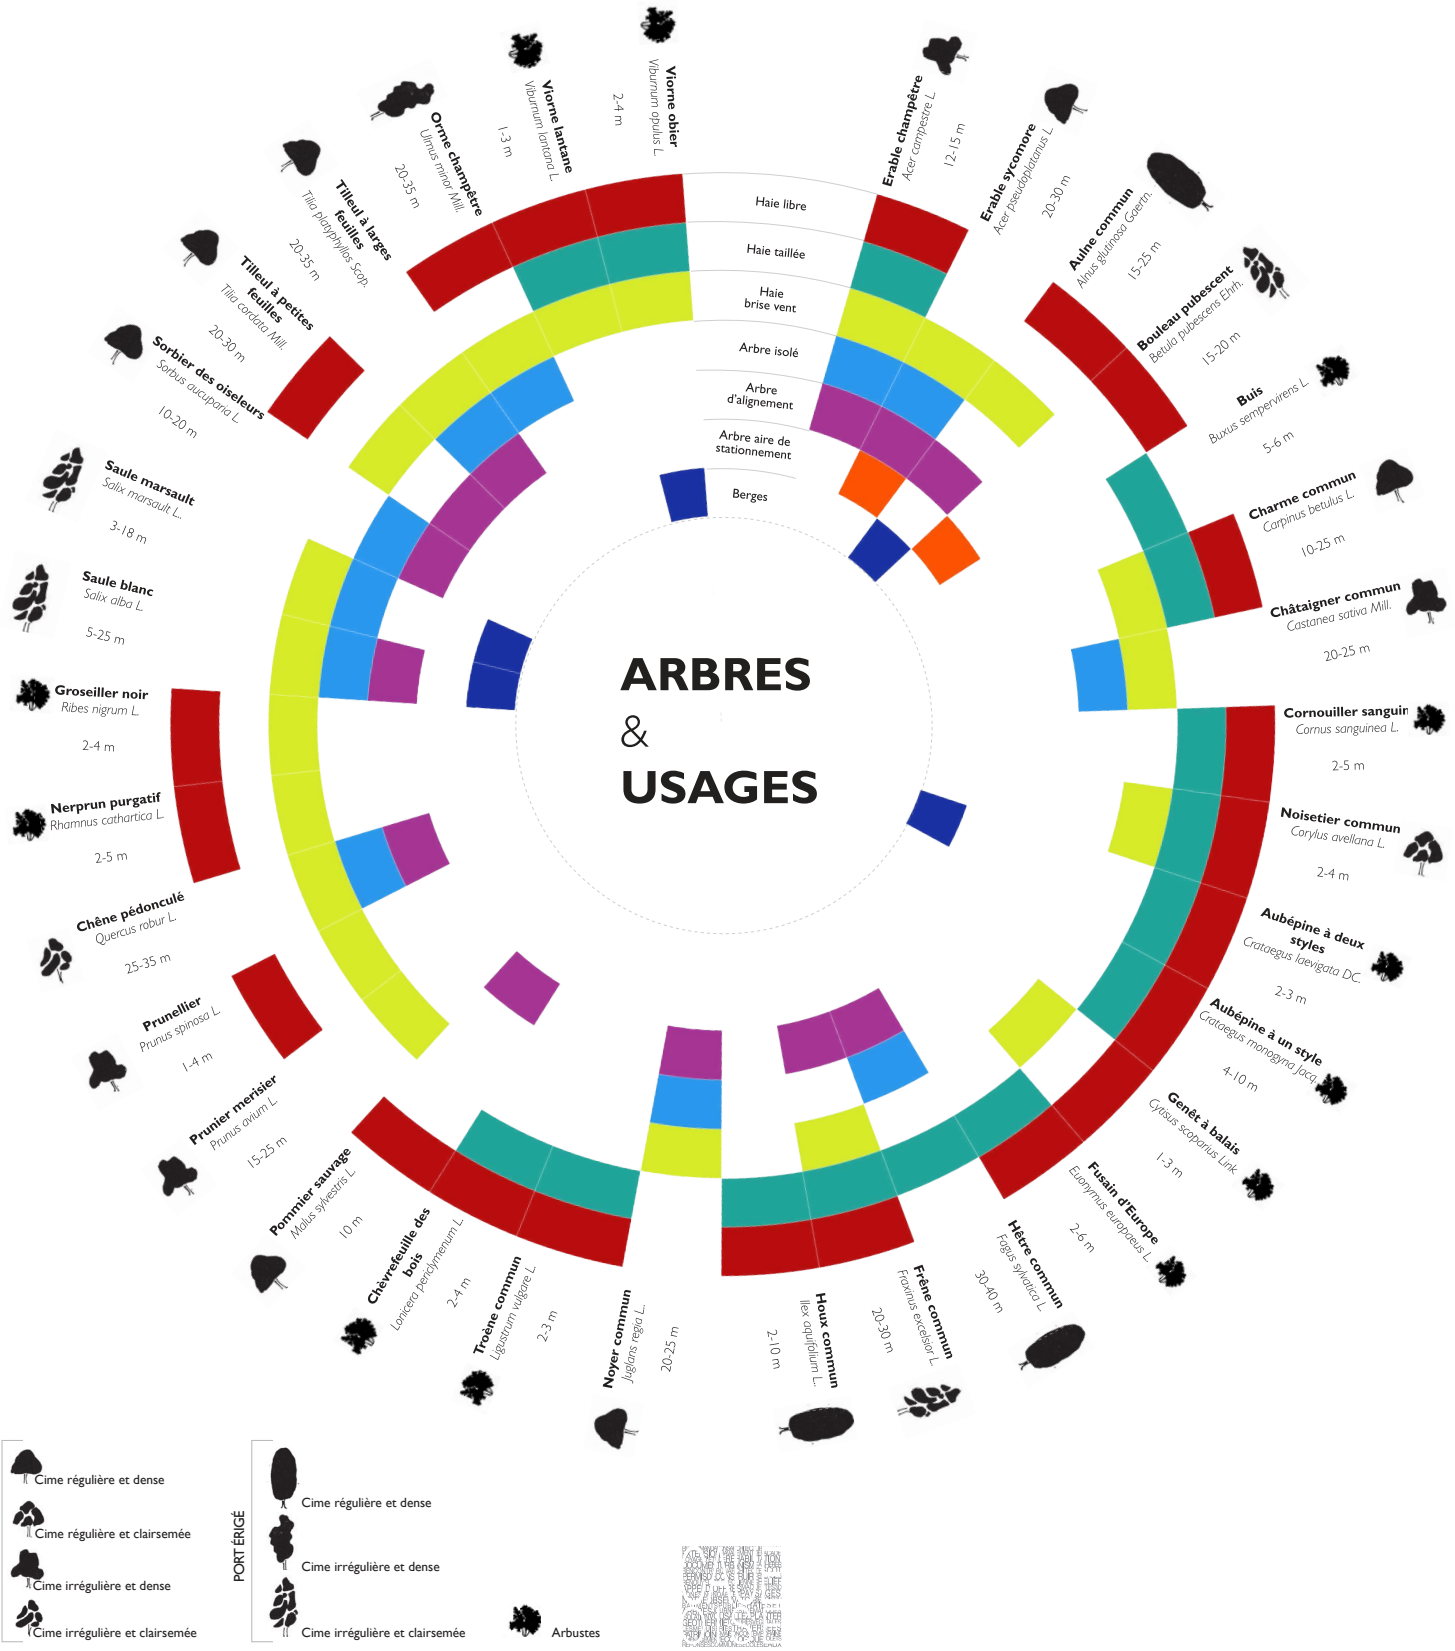 Viorne obier
Viburnum opulus L.
2-4 m
Erable champêtre
Acer campestre L.
12-15 m
Erable sycomore
Acer pseudoplatanus L.
20-30 m
Aulne commun
Alnus glutinosa Gaertn.
15-25 m
Bouleau pubescent
Betula pubescens Ehrh.
15-20 m
Buis
Buxus sempervirens L.
5-6 m
Charme commun
Carpinus betulus L.
10-25 m
Châtaigner commun
Castanea sativa Mill.
20-25 m
Cornouiller sanguin
Cornus sanguinea L.
2-5 m
Noisetier commun
Corylus avellana L.
2-4 m
Aubépine à deux
styles
Crataegus laevigata DC.
2-3 m
Aubépine à un style
Crataegus monogyna Jacq.
4-10 m
Genêt à balais
Cytisus scoparius Link
1-3 m
Fusain d'Europe
Euonymus europaeus L.
2-6 m
Hêtre commun
Fagus sylvatica L.
30-40 m
Frêne commun
Fraxinus excelsior L.
20-30 m
Houx commun
Ilex aquifolium L.
2-10 m
Noyer commun
Juglans regia L.
20-25 m
Troène commun
Ligustrum vulgare L.
2-3 m
Chèvrefeuille des
bois
Lonicera periclymenum L.
2-4 m
Pommier sauvage
Malus sylvestris L.
10 m
Prunier merisier
Prunus avium L.
15-25 m
Prunellier
Prunus spinosa L.
1-4 m
Chêne pédonculé
Quercus robur L.
25-35 m
Nerprun purgatif
Rhamnus cathartica L.
2-5 m
Groseiller noir
Ribes nigrum L.
2-4 m
Saule blanc
Salix alba L.
5-25 m
Saule marsault
Salix marsault L.
3-18 m
Sorbier des oiseleurs
Sorbus aucuparia L.
10-20 m
Tilleul à petites
feuilles
Tilia cordata Mill.
20-30 m
Tilleul à larges
feuilles
Tilia platyphyllos Scop.
20-35 m
Orme champêtre
Ulmus minor Mill.
20-35 m
Viorne lantane
Viburnum lantana L.
1-3 m
Haie libre
Haie taillée
Haie
brise vent
Arbre isolé
Arbre
d'alignement
Arbre aire de
stationnement
Berges
ARBRES
&
USAGES
Cime régulière et dense
Cime régulière et clairsemée
Cime irrégulière et dense
Cime irrégulière et clairsemée
PORT ÉRIGÉ
Cime régulière et dense
Cime irrégulière et dense
Cime irrégulière et clairsemée
Arbustes